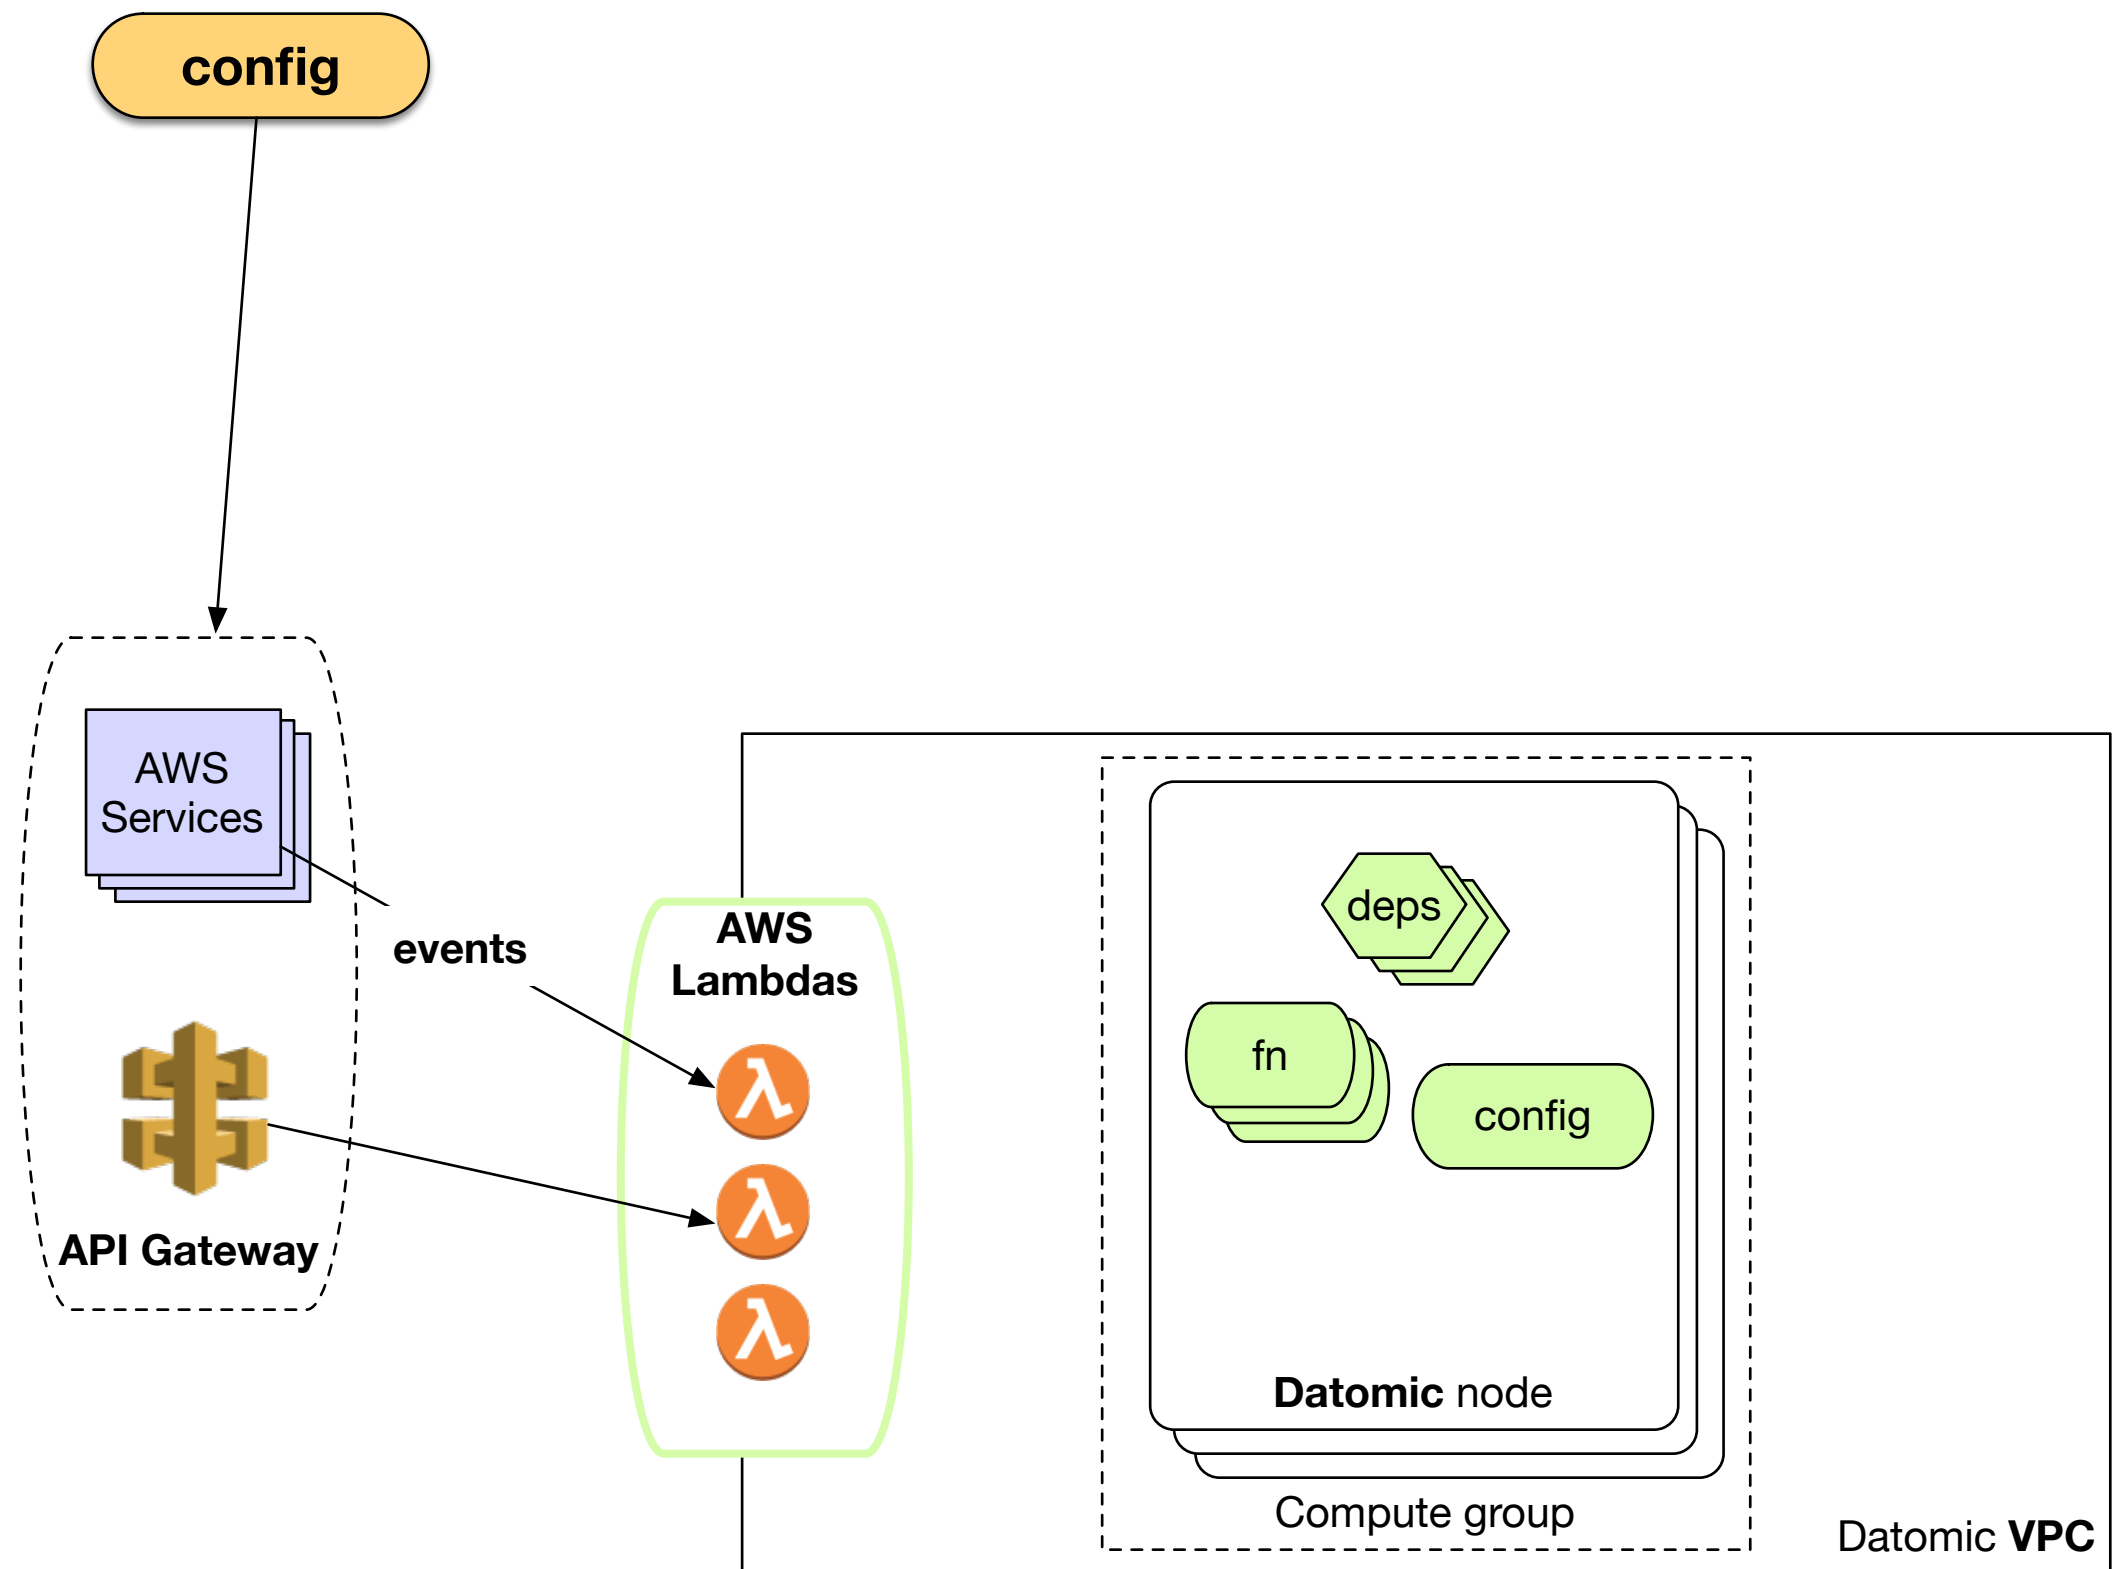 config
AWS
Services
events
API Gateway
AWS
Lambdas
deps
fn
config
Datomic node
Compute group
Datomic VPC